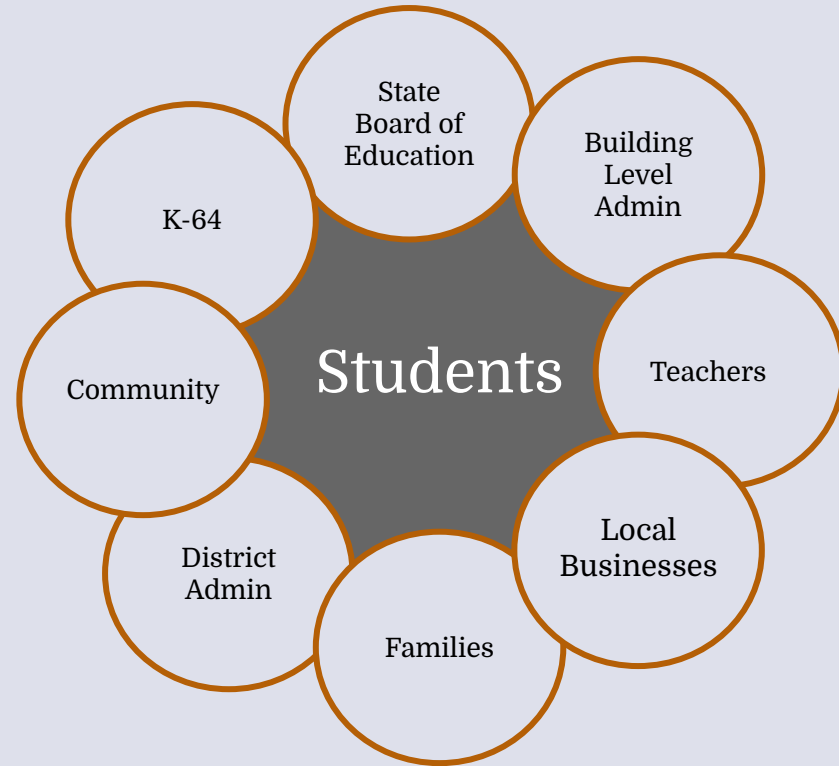 State
Board of
Education
Building
Level
Admin
K-64
Students
Teachers
Community
Local
Businesses
District
Admin
Families